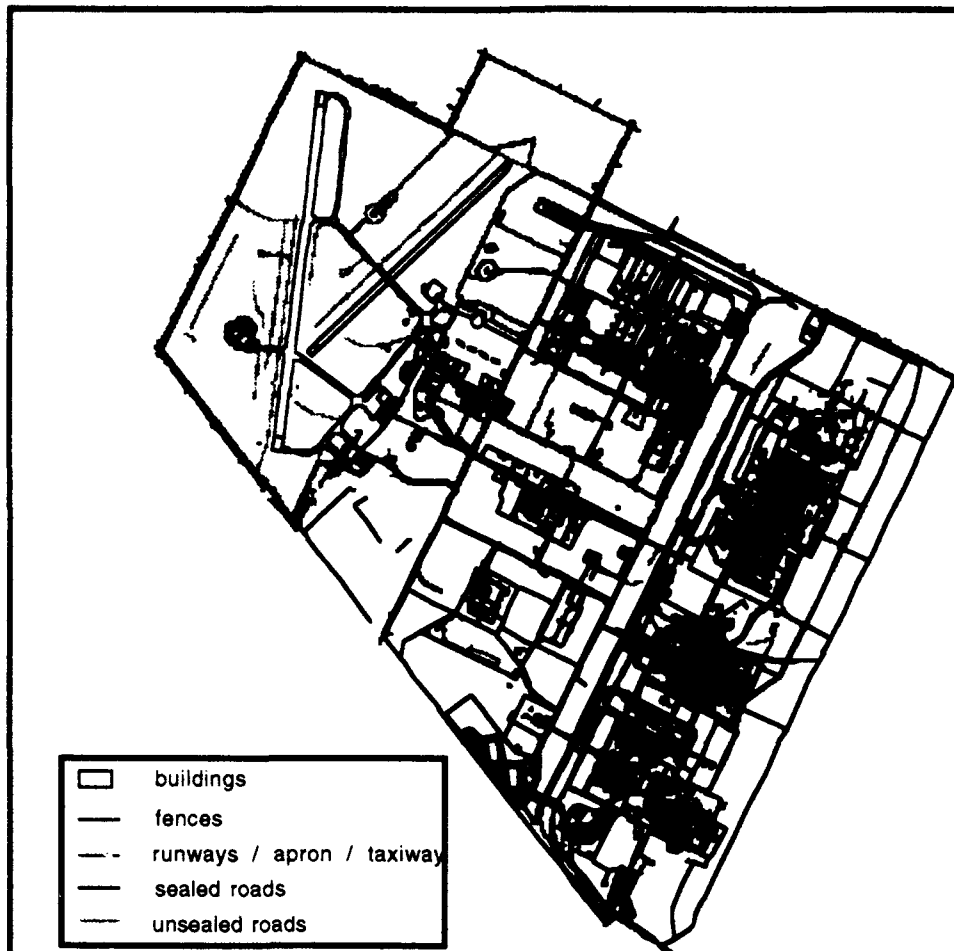 buildings
fences
runways / apron / taxiway
sealed roads
unsealed roads